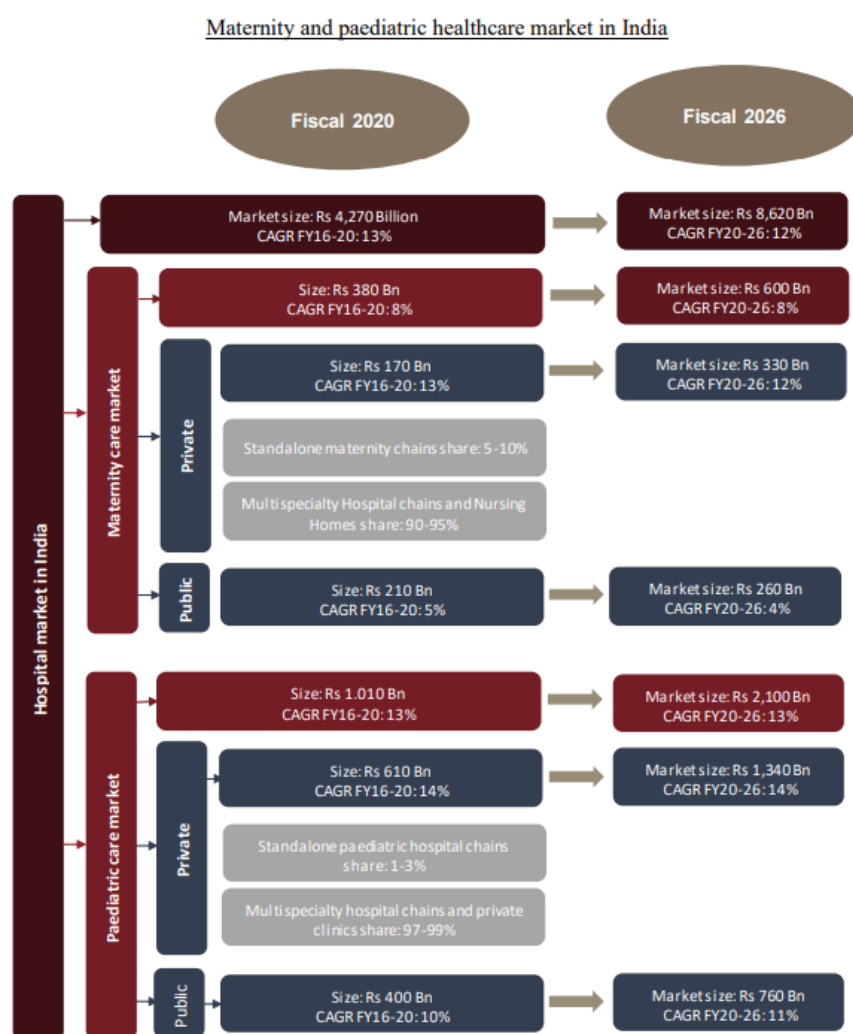 Maternity and paediatric healthcare market in India
Fiscal 2020
Fiscal 2026
Hospital market in India
Market size: Rs 4,270 Billion
CAGR FY16-20: 13%
Market size: Rs 8,620 Bn
CAGR FY20-26: 12%
Maternity care market
Size: Rs 380 Bn
CAGR FY16-20: 8%
Market size: Rs 600 Bn
CAGR FY20-26: 8%
Private
Size: Rs 170 Bn
CAGR FY16-20: 13%
Market size: Rs 330 Bn
CAGR FY20-26: 12%
Standalone maternity chains share: 5-10%
Multispecialty Hospital chains and Nursing
Homes share: 90-95%
Public
Size: Rs 210 Bn
CAGR FY16-20: 5%
Market size: Rs 260 Bn
CAGR FY20-26: 4%
Paediatric care market
Size: Rs 1.010 Bn
CAGR FY16-20: 13%
Market size: Rs 2,100 Bn
CAGR FY20-26: 13%
Private
Size: Rs 610 Bn
CAGR FY16-20: 14%
Market size: Rs 1,340 Bn
CAGR FY20-26: 14%
Standalone paediatric hospital chains
share: 1-3%
Multispecialty hospital chains and private
clinics share: 97-99%
Public
Size: Rs 400 Bn
CAGR FY16-20: 10%
Market size: Rs 760 Bn
CAGR FY20-26: 11%